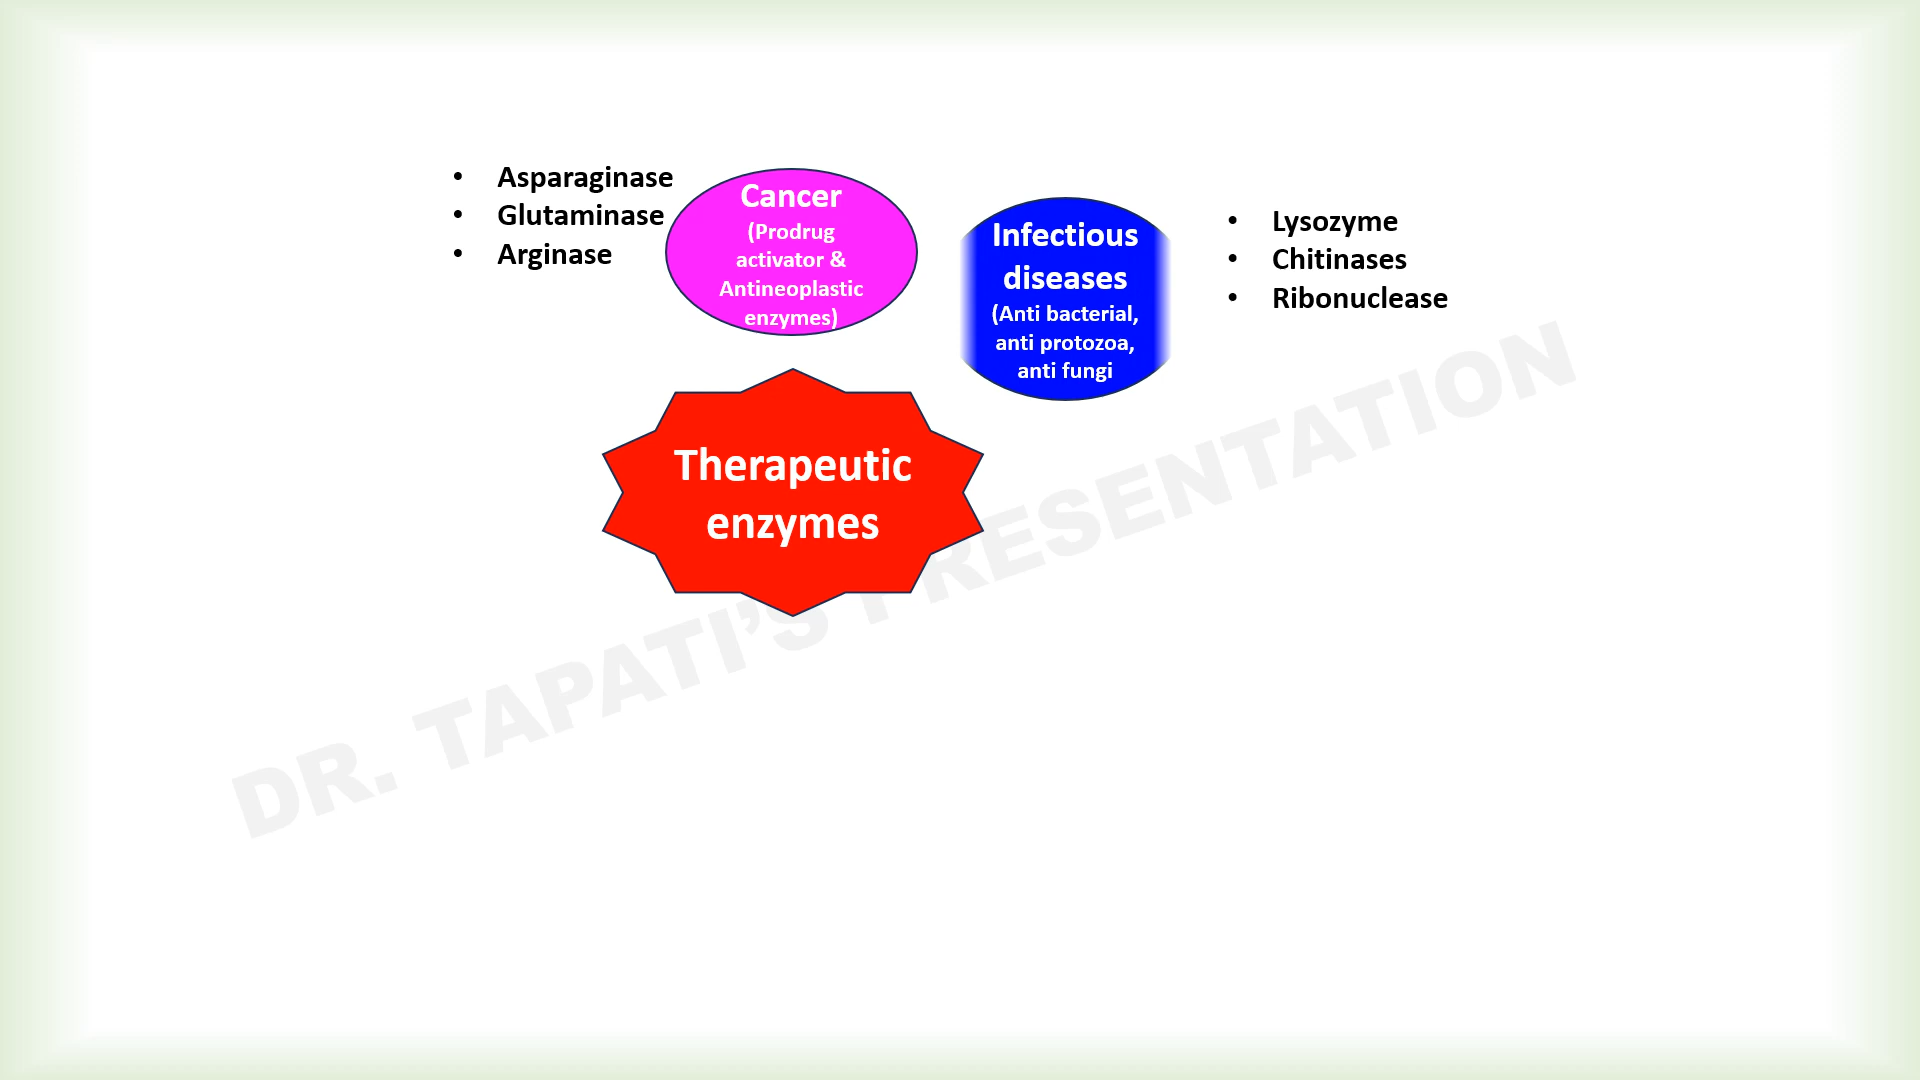 • Asparaginase
• Glutaminase
• Arginase
Cancer
(Prodrug
activator &
Antineoplastic
enzymes)
Infectious
diseases
(Anti bacterial,
anti protozoa,
anti fungi
• Lysozyme
• Chitinases
• Ribonuclease
Therapeutic
enzymes
DR. TAPATI’S PRESENTATION